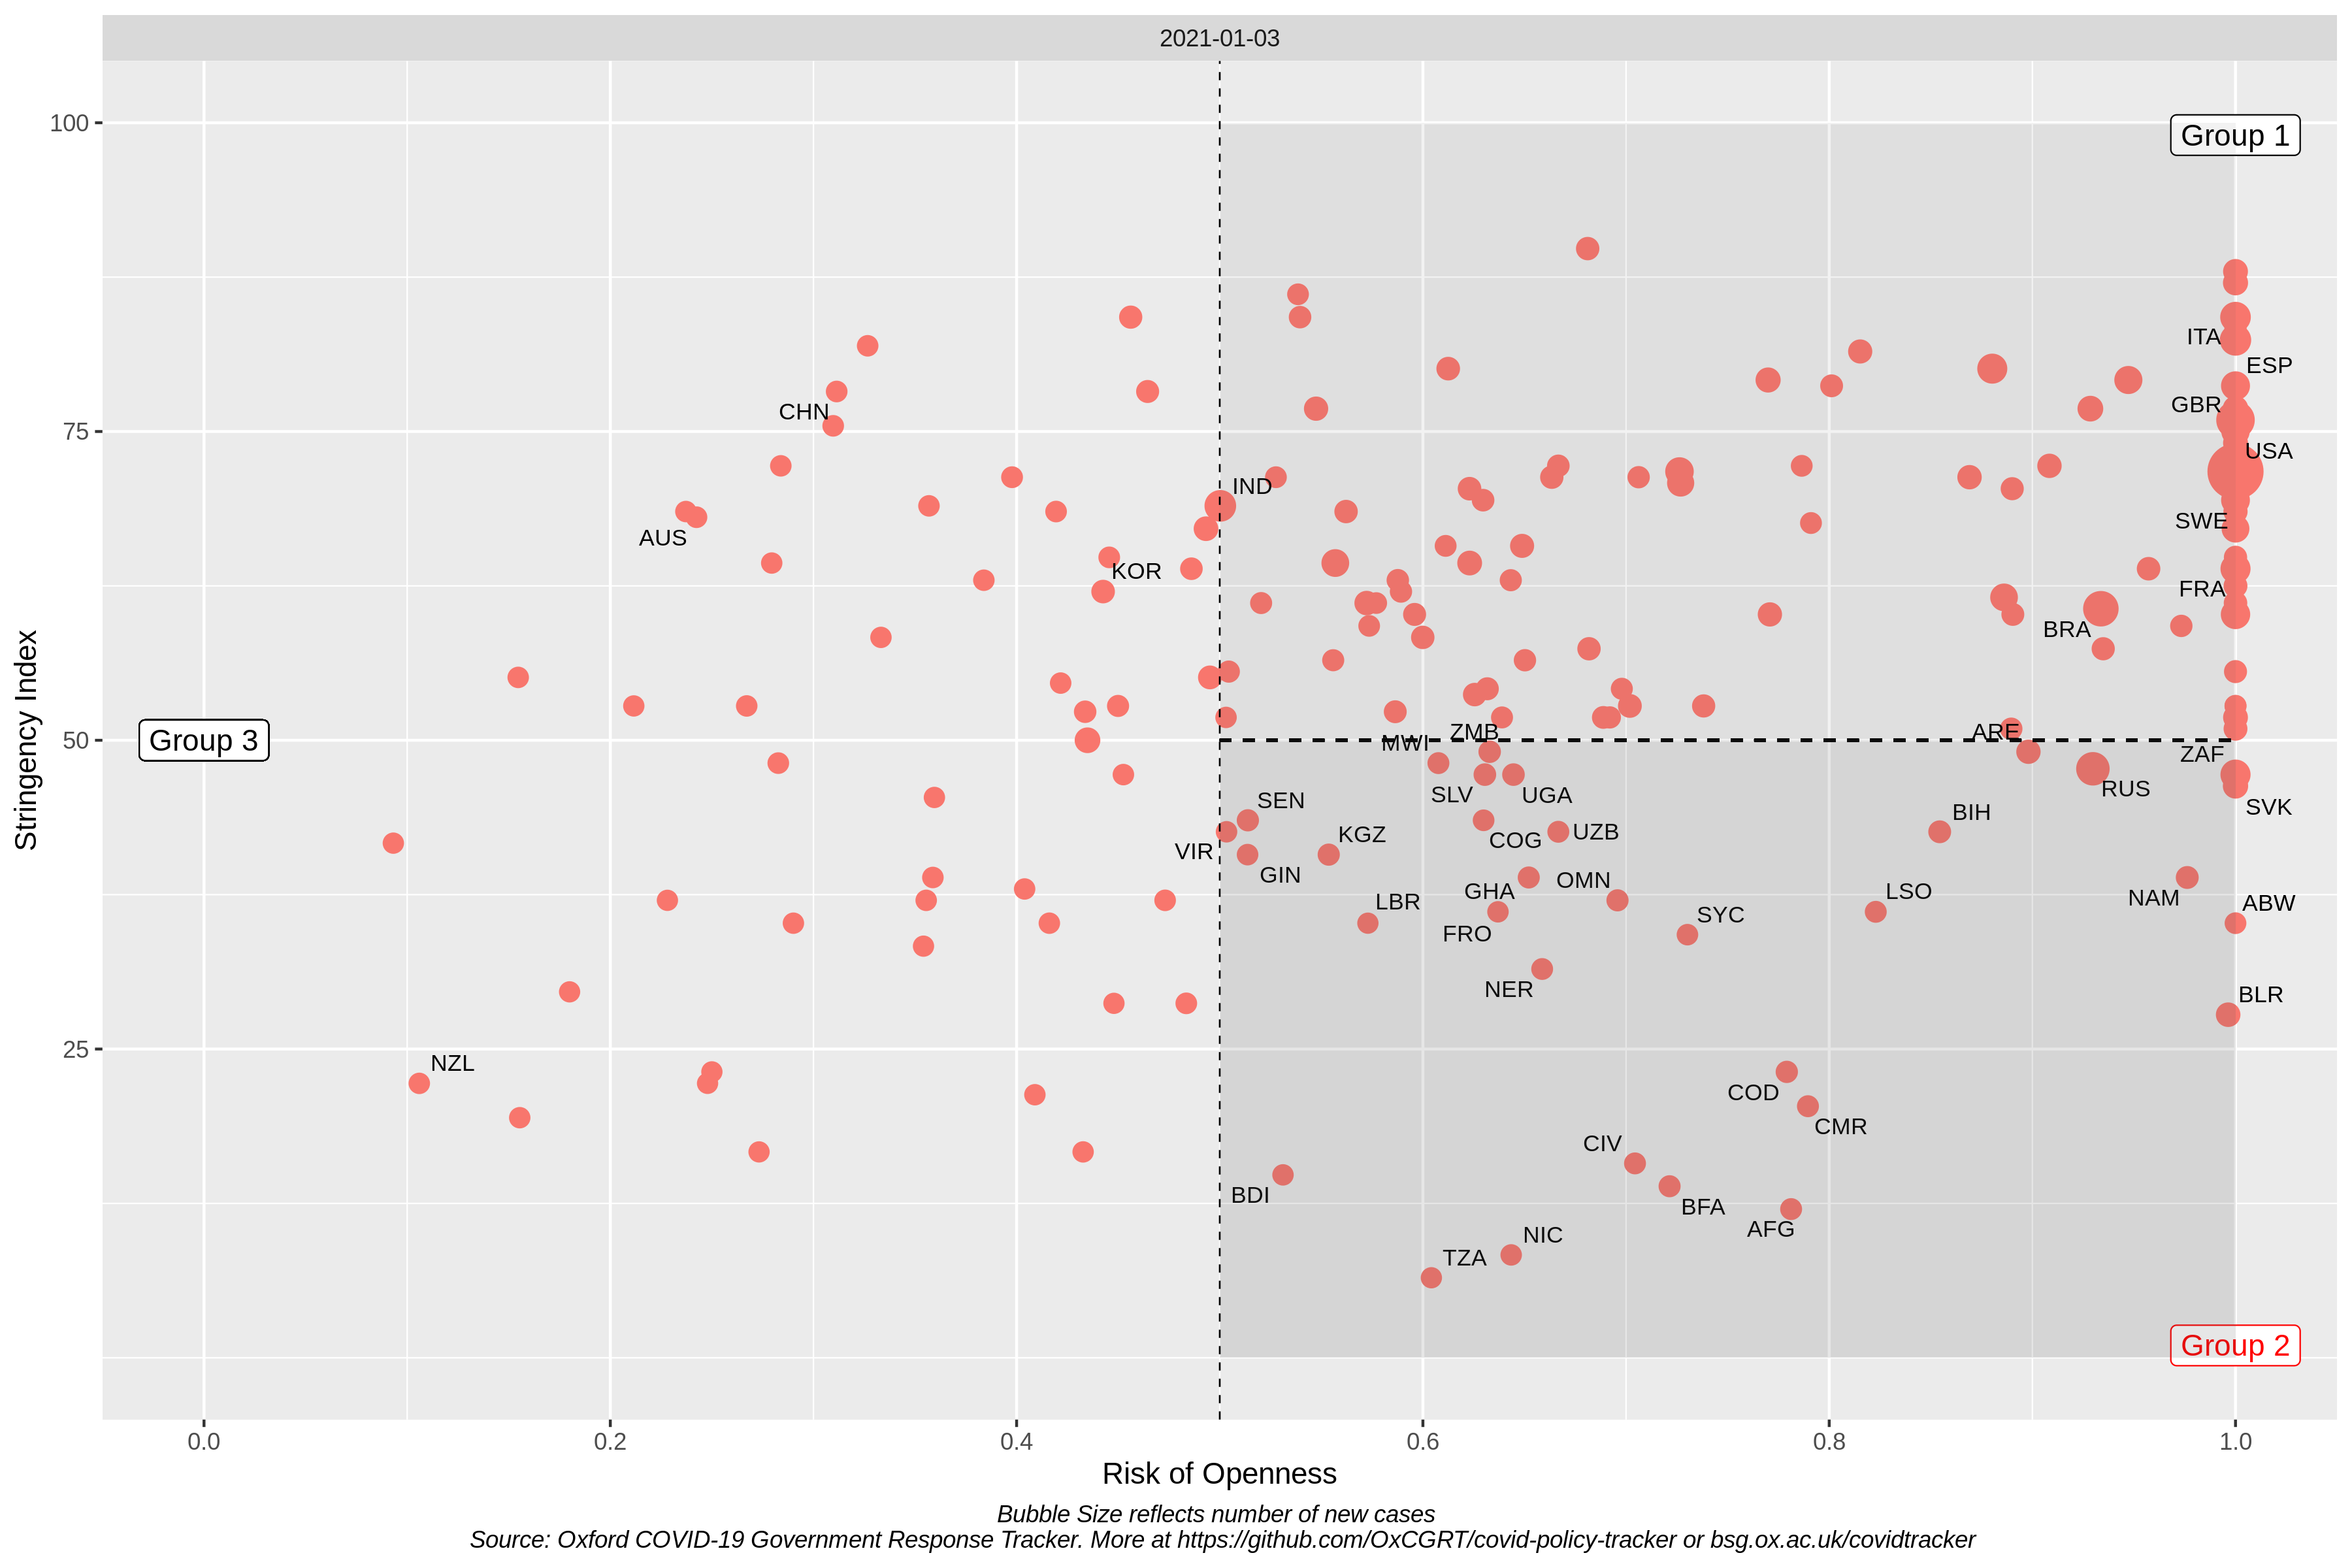 2021-01-03
100
Group 1
ITA
ESP
CHN
GBR
75
USA
IND
SWE
AUS
KOR
FRA
BRA
Stringency Index
ZMB
ARE
50
Group 3
MWI
ZAF
RUS
SLV
UGA
SEN
SVK
BIH
KGZ
UZB
COG
VIR
GIN
OMN
GHA
LSO
NAM
LBR
ABW
SYC
FRO
NER
BLR
NZL
25
COD
CMR
CIV
BDI
BFA
AFG
NIC
TZA
Group 2
0.0
0.2
0.4
0.6
0.8
1.0
Risk of Openness
Bubble Size reflects number of new cases
Source: Oxford COVID-19 Government Response Tracker. More at https://github.com/OxCGRT/covid-policy-tracker or bsg.ox.ac.uk/covidtracker